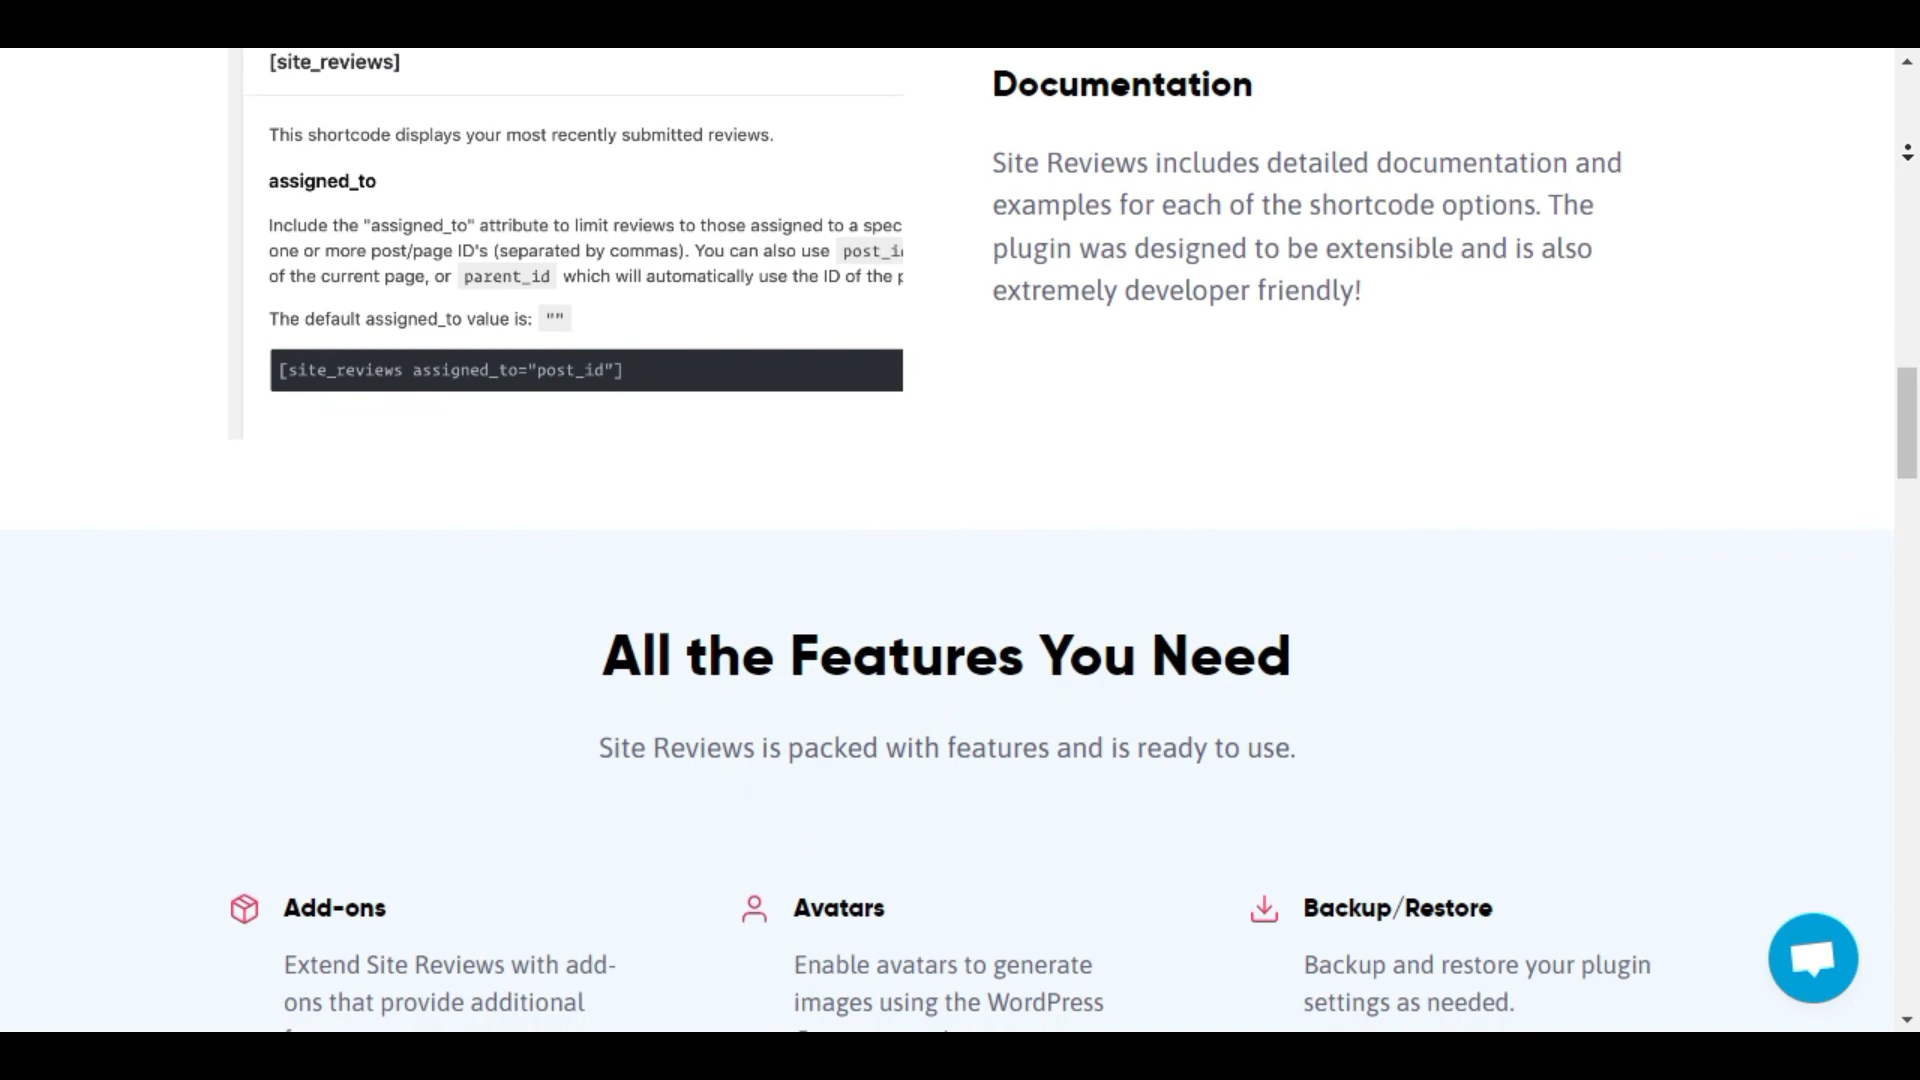 [site_reviews]
This shortcode displays your most recently submitted reviews.
assigned_to
Include the "assigned_to" attribute to limit reviews to those assigned to a spec
one or more post/page ID's (separated by commas). You can also use post_i
of the current page, or parent_id which will automatically use the ID of the p
The default assigned_to value is: ""
[site_reviews assigned_to="post_id"]
Documentation
Site Reviews includes detailed documentation and
examples for each of the shortcode options. The
plugin was designed to be extensible and is also
extremely developer friendly!
All the Features You Need
Site Reviews is packed with features and is ready to use.
Add-ons
Extend Site Reviews with add-
ons that provide additional
Avatars
Enable avatars to generate
images using the WordPress
Backup/Restore
Backup and restore your plugin
settings as needed.